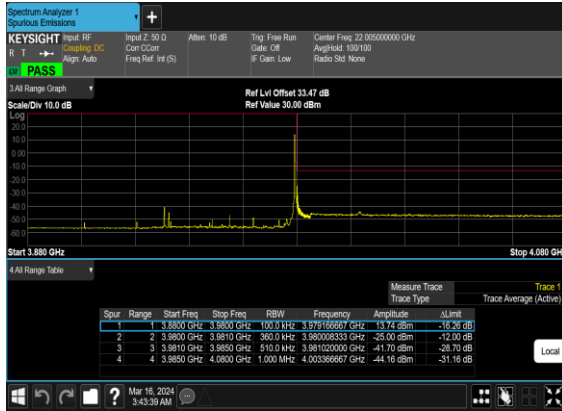 Spectrum Analyzer 1
Spurious Emissions
+
KEYSIGHT
R T
PASS
Input: RF
Coupling: DC
Align: Auto
Input Z: 50 Ω
Corr CCorr
Freq Ref: Int (S)
Atten: 10 dB
Trig: Free Run
Gate: Off
IF Gain: Low
Center Freq: 22.005000000 GHz
Avg|Hold: 100/100
Radio Std: None
3 All Range Graph
Ref Lvl Offset 33.47 dB
Scale/Div 10.0 dB
Ref Value 30.00 dBm
Log
20.0
10.0
0.00
-10.0
-20.0
-30.0
-40.0
-50.0
-60.0
Start 3.880 GHz
Stop 4.080 GH
4 All Range Table
Measure Trace Trace 1
Trace Type Trace Average (Active)
Spur Range Start Freq Stop Freq RBW Frequency Amplitude ΔLimit
1 1 3.8800 GHz 3.9800 GHz 100.0 kHz 3.979166667 GHz 13.74 dBm -16.26 dB
2 2 3.9800 GHz 3.9810 GHz 360.0 kHz 3.980008333 GHz -25.00 dBm -12.00 dB
3 3 3.9810 GHz 3.9850 GHz 510.0 kHz 3.981020000 GHz -41.70 dBm -28.70 dB
4 4 3.9850 GHz 4.0800 GHz 1.000 MHz 4.003366667 GHz -44.16 dBm -31.16 dB
Local
?
Mar 16, 2024
3:43:39 AM